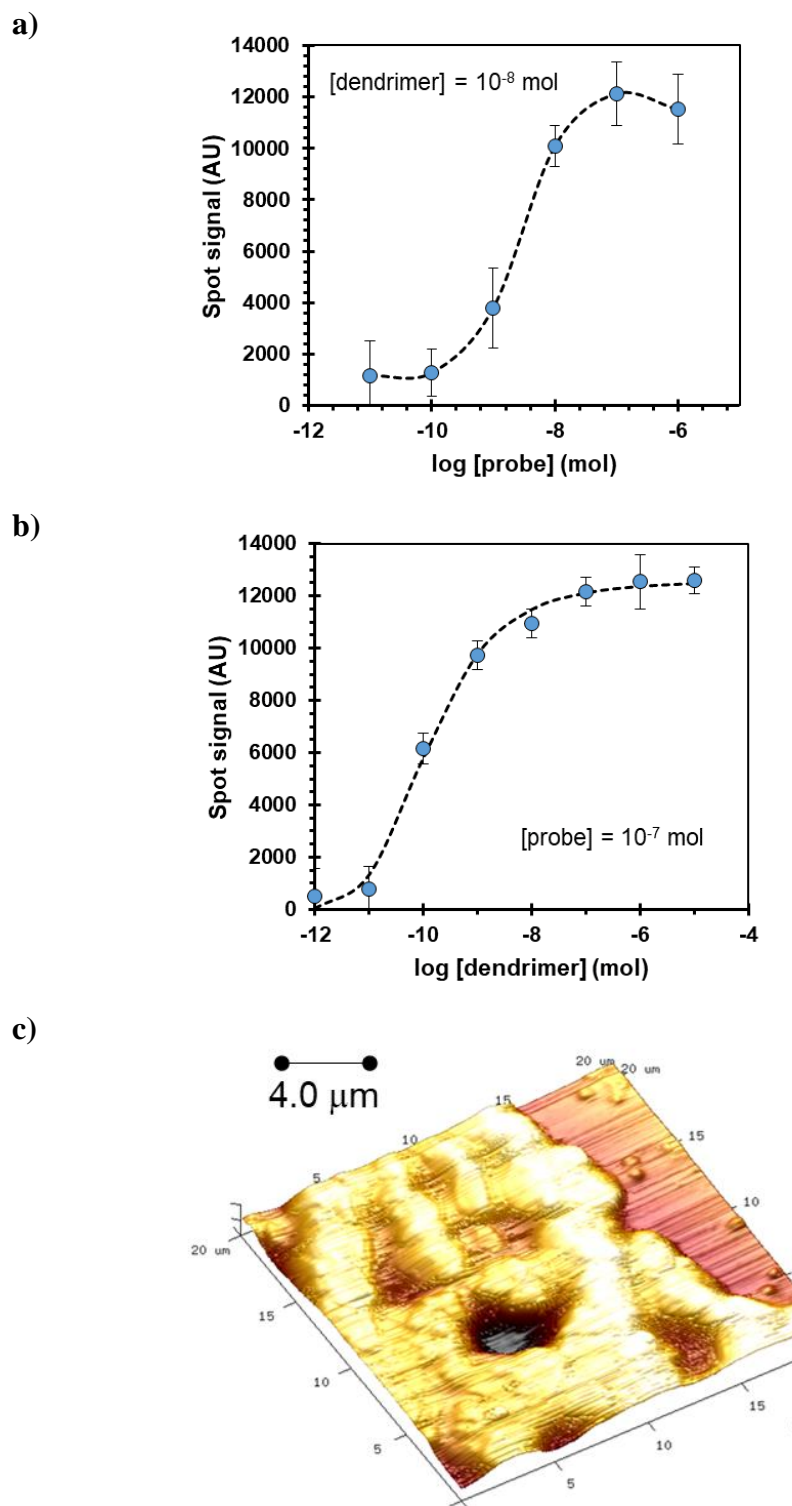 a)
14000
[dendrimer] = 10⁻⁸ mol
12000
10000
8000
6000
4000
2000
0
Spot signal (AU)
-12 -10 -8 -6
log [probe] (mol)
b)
14000
12000
10000
8000
6000
4000
2000
0
Spot signal (AU)
[probe] = 10⁻⁷ mol
-12 -10 -8 -6 -4
log [dendrimer] (mol)
c)
4.0 µm
20 um 20 um
15
10
5
15
10
20 um
15
10
5
5
10
15